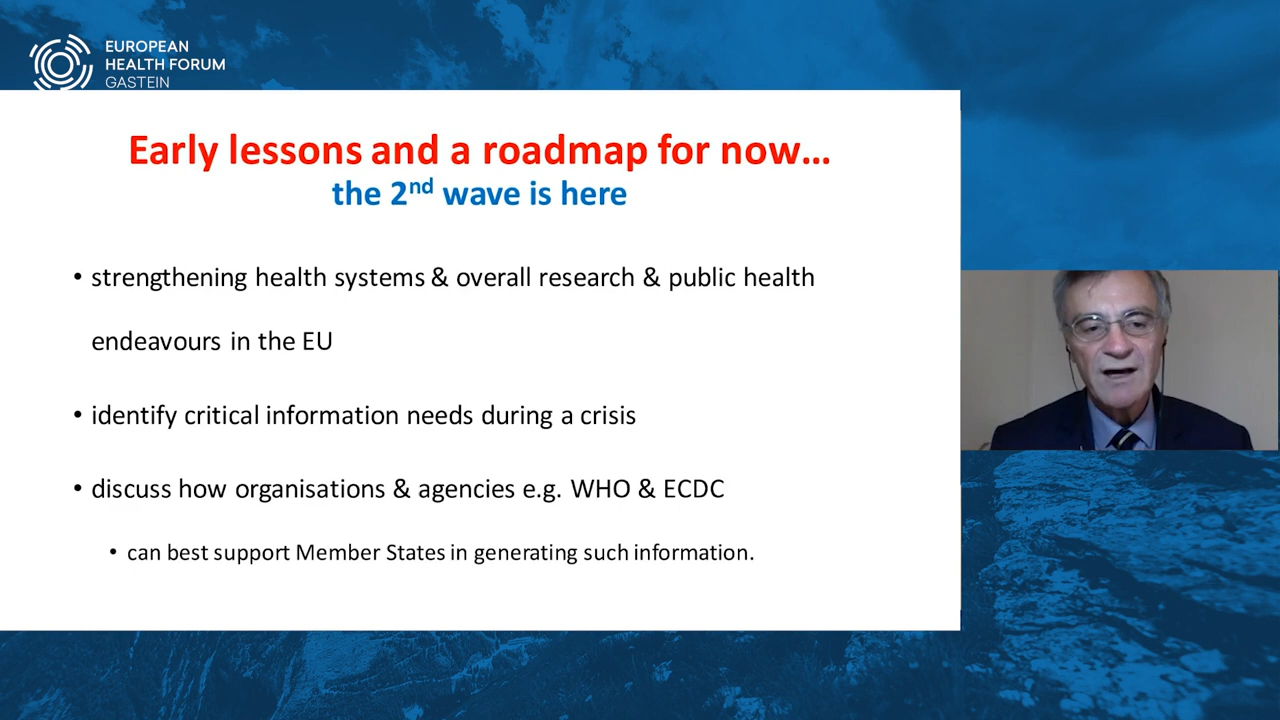 EUROPEAN
HEALTH FORUM
GASTEIN
Early lessons and a roadmap for now...
the 2nd wave is here
• strengthening health systems & overall research & public health
endeavours in the EU
• identify critical information needs during a crisis
• discuss how organisations & agencies e.g. WHO & ECDC
• can best support Member States in generating such information.